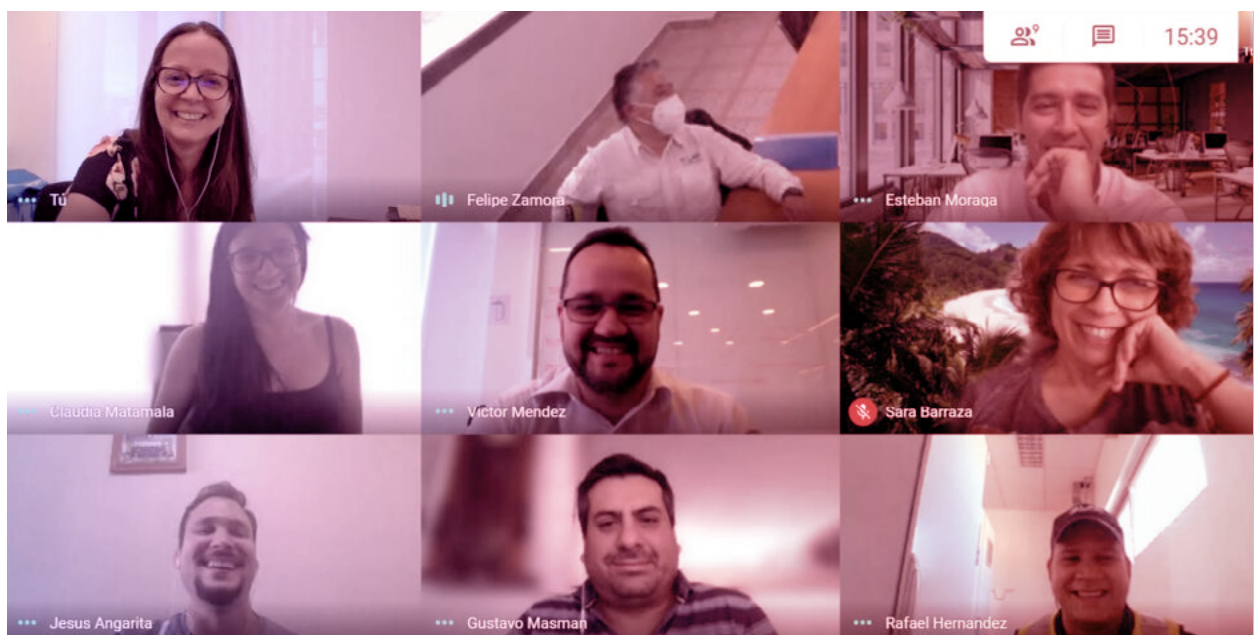 9
15:39
Tú
Felipe Zamora
Esteban Moraga
Claudia Matamala
Victor Mendez
Sara Barraza
Jesus Angarita
Gustavo Masman
Rafael Hernandez